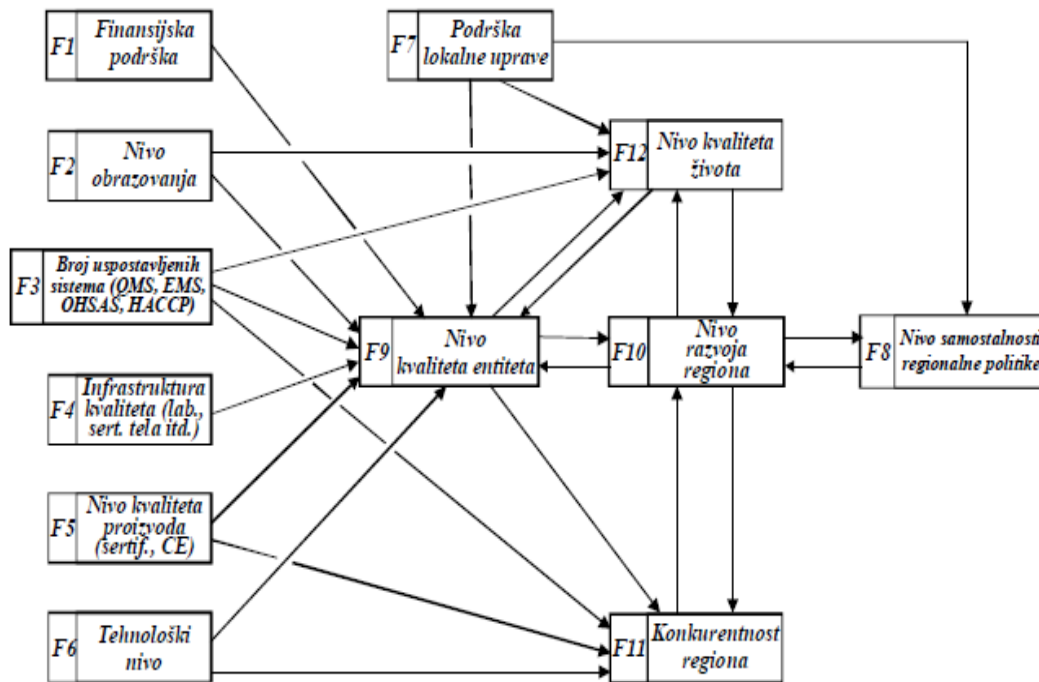 F1
Finansijska
podrška
F7
Podrška
lokalne uprave
F2
Nivo
obrazovanja
F12
Nivo kvaliteta
života
F3
Broj uspostavljenih
sistema (QMS, EMS,
OHSAS, HACCP)
F9
Nivo
kvaliteta entiteta
F10
Nivo
razvoja
regiona
F8
Nivo samostalnosti
regionalne politike
F4
Infrastruktura
kvaliteta (lab.,
sert. tela itd.)
F5
Nivo kvaliteta
proizvoda
(sertif., CE)
F6
Tehnološki
nivo
F11
Konkurentnost
regiona